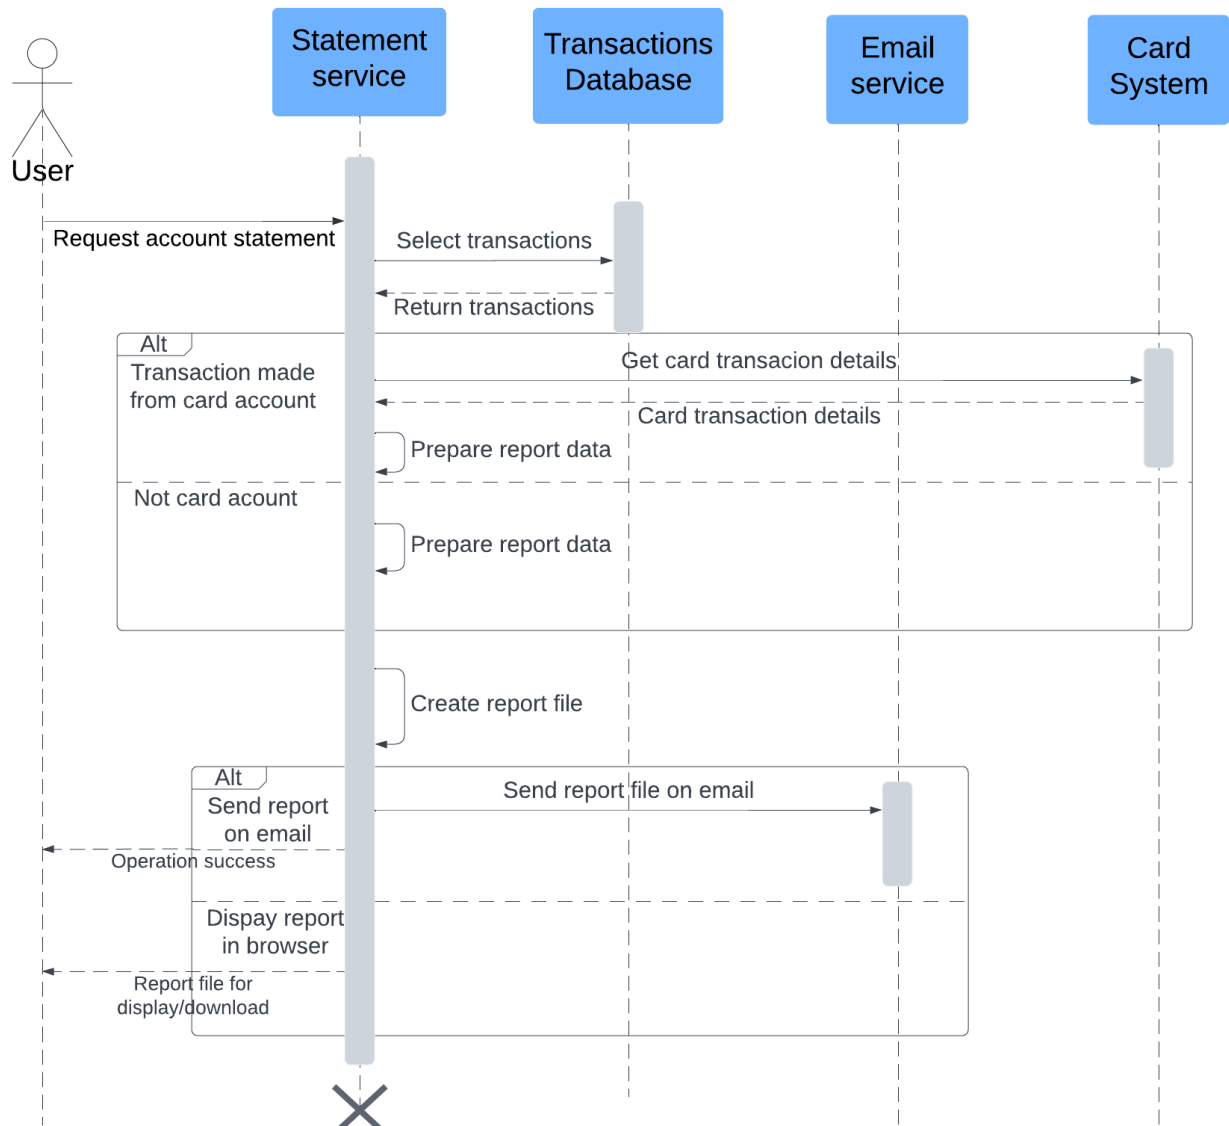 Statement
service
Transactions
Database
Email
service
Card
System
User
Request account statement
Select transactions
Return transactions
Alt
Transaction made
from card account
Get card transacion details
Card transaction details
Prepare report data
Not card acount
Prepare report data
Create report file
Alt
Send report
on email
Send report file on email
Operation success
Dispay report
in browser
Report file for
display/download